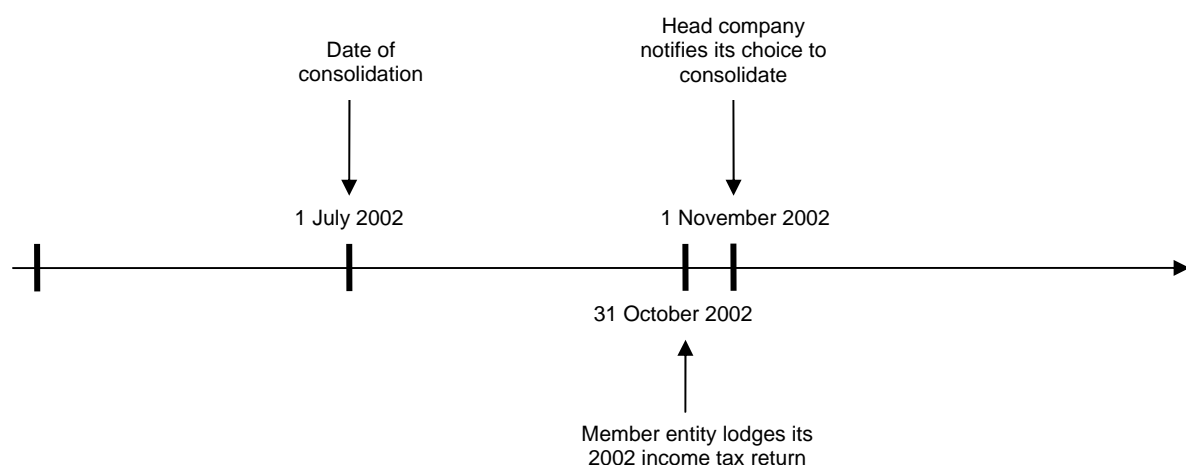 Head company
notifies its choice to
consolidate
Date of
consolidation
1 July 2002
1 November 2002
31 October 2002
Member entity lodges its
2002 income tax return